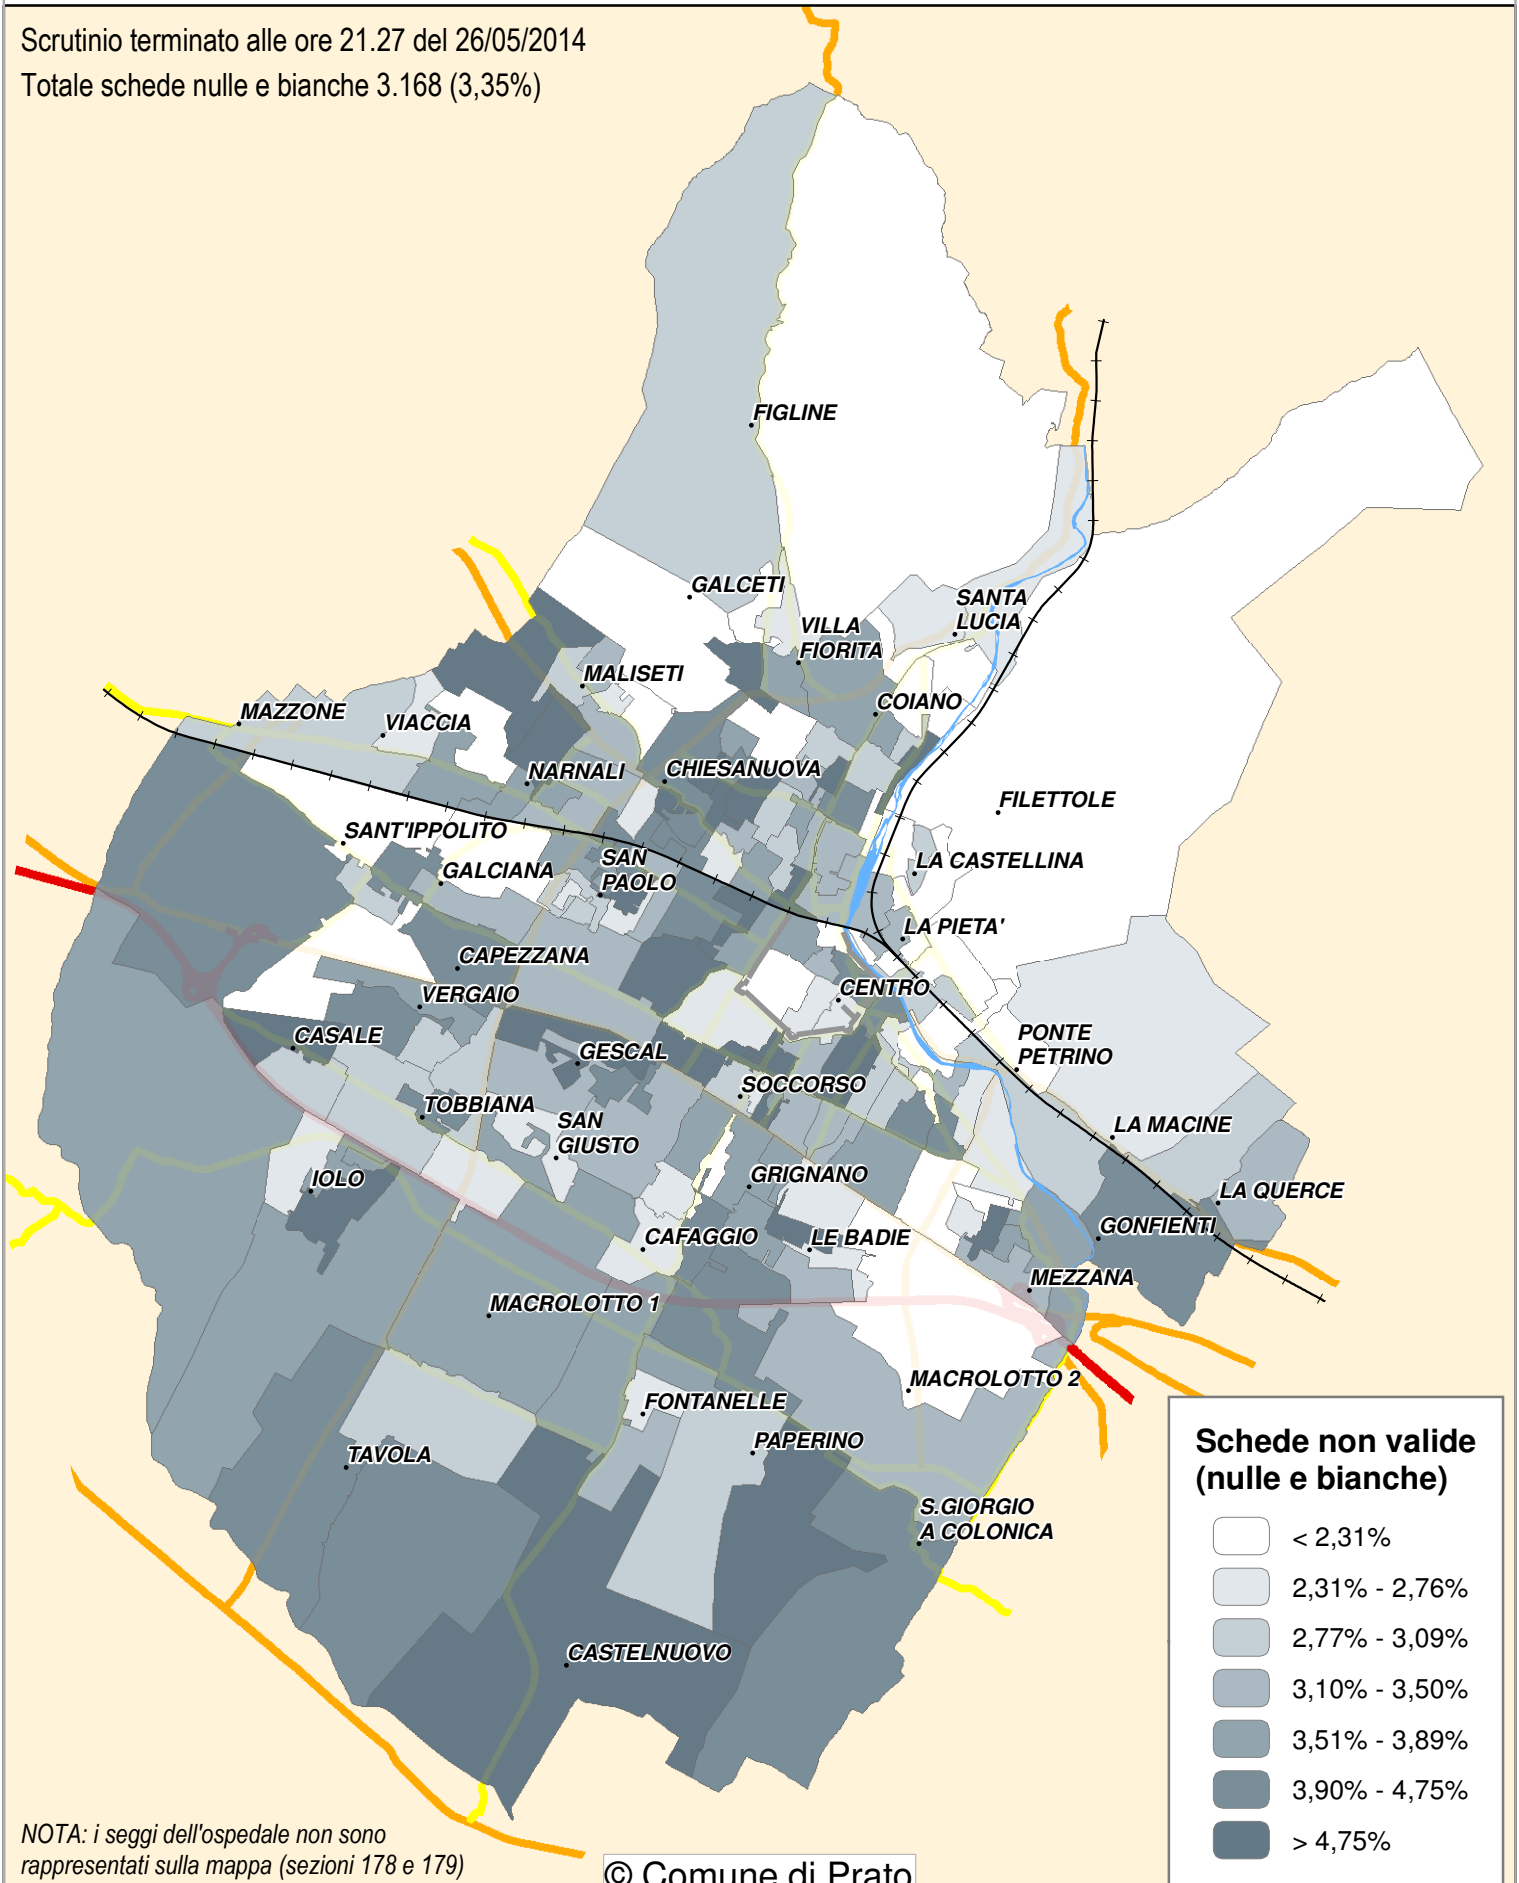 Scrutinio terminato alle ore 21.27 del 26/05/2014
Totale schede nulle e bianche 3.168 (3,35%)
FIGLINE
GALCETI
SANTA
LUCIA
VILLA
FIORITA
MALISETI
COIANO
MAZZONE
VIACCIA
NARNALI
CHIESANUOVA
FILETTOLE
SANT'IPPOLITO
GALCIANA
SAN
PAOLO
LA CASTELLINA
LA PIETA'
CAPEZZANA
VERGAIO
CENTRO
CASALE
GESCAL
PONTE
PETRINO
SOCCORSO
TOBBIANA
SAN
GIUSTO
LA MACINE
IOLO
GRIGNANO
LA QUERCE
CAFAGGIO
LE BADIE
GONFIENTI
MEZZANA
MACROLOTTO 1
MACROLOTTO 2
FONTANELLE
PAPERINO
TAVOLA
S.GIORGIO
A COLONICA
CASTELNUOVO
Schede non valide
(nulle e bianche)
< 2,31%
2,31% - 2,76%
2,77% - 3,09%
3,10% - 3,50%
3,51% - 3,89%
3,90% - 4,75%
> 4,75%
NOTA: i seggi dell'ospedale non sono
rappresentati sulla mappa (sezioni 178 e 179)
© Comune di Prato